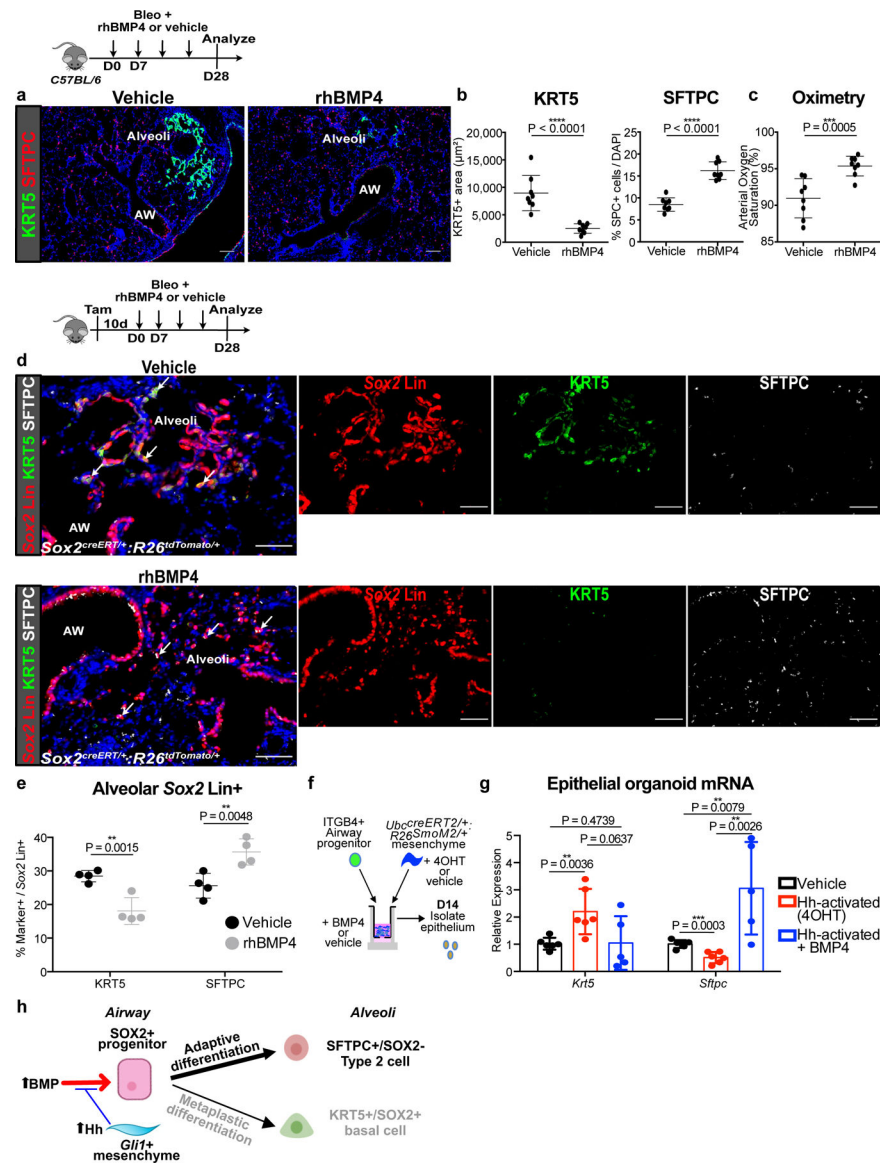 Bleo +
rhBMP4 or vehicle
Analyze
D0 D7
D28
C57BL/6
a
Vehicle
rhBMP4
KRT5 SFTPC
Alveoli
AW
Alveoli
AW
b
KRT5
****
P < 0.0001
KRT5+ area (µm²)
20,000
15,000
10,000
5,000
0
Vehicle rhBMP4
SFTPC
****
P < 0.0001
% SPC+ cells / DAPI
25
20
15
10
5
0
Vehicle rhBMP4
c
Oximetry
***
P = 0.0005
Arterial Oxygen
Saturation (%)
100
95
90
85
Vehicle rhBMP4
Bleo +
rhBMP4 or vehicle
Tam
Analyze
10d
D0 D7
D28
d
Vehicle
Sox2 Lin KRT5 SFTPC
Alveoli
AW
Sox2creERT/+:R26tdTomato/+
Sox2 Lin
KRT5
SFTPC
rhBMP4
Sox2 Lin KRT5 SFTPC
AW
Alveoli
Sox2creERT/+:R26tdTomato/+
Sox2 Lin
KRT5
SFTPC
e
Alveolar Sox2 Lin+
**
P = 0.0048
**
P = 0.0015
% Marker+ / Sox2 Lin+
40
30
20
10
0
Vehicle
rhBMP4
KRT5 SFTPC
f
ITGB4+
Airway
progenitor
UbccreERT2/+:
R26SmoM2/+
mesenchyme
+ 4OHT
or
vehicle
+ BMP4
or
vehicle
D14
Isolate
epithelium
g
Epithelial organoid mRNA
**
P = 0.0079
P = 0.4739
**
P = 0.0026
P = 0.0637
**
P = 0.0036
***
P = 0.0003
Relative Expression
5
4
3
2
1
0
Krt5 Sftpc
Vehicle
Hh-activated
(4OHT)
Hh-activated
+ BMP4
h
Airway
Alveoli
SOX2+
progenitor
Adaptive
differentiation
SFTPC+/SOX2-
Type 2 cell
⬆BMP
Metaplastic
differentiation
KRT5+/SOX2+
basal cell
⬆Hh
Gli1+
mesenchyme